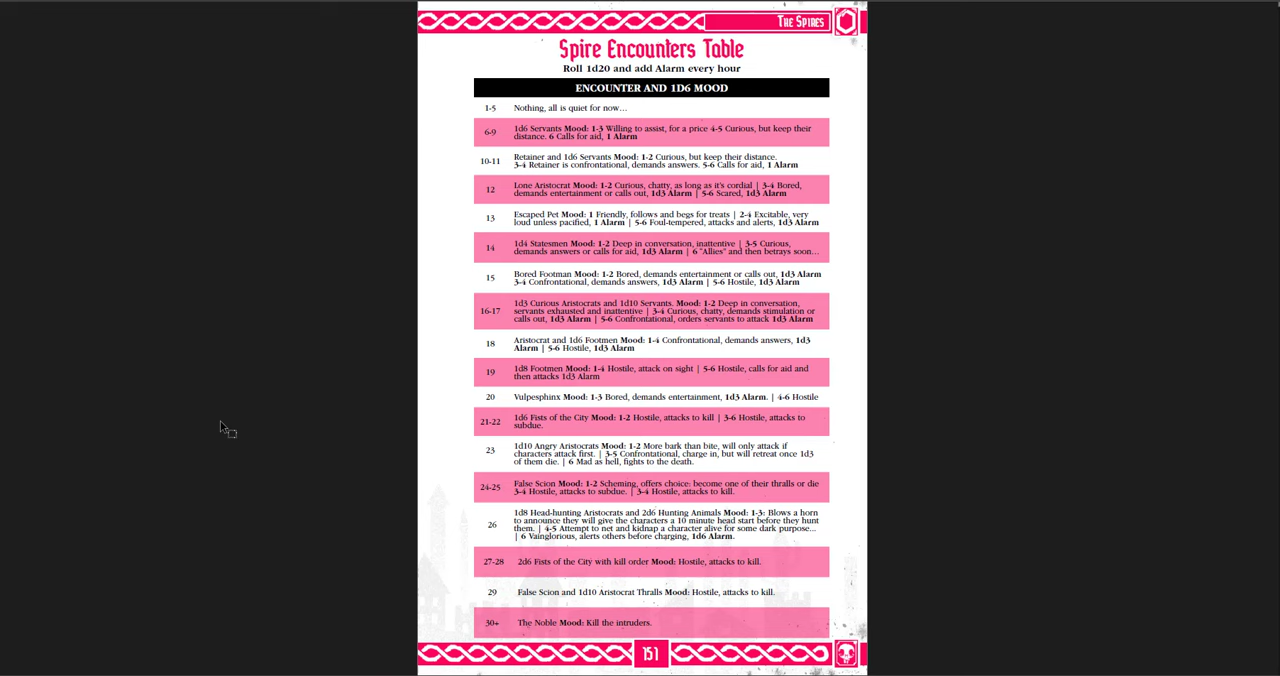 The Spires
Spire Encounters Table
Roll 1d20 and add Alarm every hour
ENCOUNTER AND 1D6 MOOD
1-5 Nothing, all is quiet for now…
6-9 1d6 Servants Mood: 1-3 Willing to assist, for a price 4-5 Curious, but keep their
distance. 6 Calls for aid, 1 Alarm
10-11 Retainer and 1d6 Servants Mood: 1-2 Curious, but keep their distance.
3-4 Retainer is confrontational, demands answers. 5-6 Calls for aid, 1 Alarm
12 Lone Aristocrat Mood: 1-2 Curious, chatty, as long as it's cordial | 3-4 Bored,
demands entertainment or calls out, 1d3 Alarm | 5-6 Scared, 1d3 Alarm
13 Escaped Pet Mood: 1 Friendly, follows and begs for treats | 2-4 Excitable, very
loud unless pacified, 1 Alarm | 5-6 Foul-tempered, attacks and alerts, 1d3 Alarm
14 1d4 Statesmen Mood: 1-2 Deep in conversation, inattentive | 3-5 Curious,
demands answers or calls for aid, 1d3 Alarm | 6 "Allies" and then betrays soon…
15 Bored Footman Mood: 1-2 Bored, demands entertainment or calls out, 1d3 Alarm
3-4 Confrontational, demands answers, 1d3 Alarm | 5-6 Hostile, 1d3 Alarm
16-17 1d3 Curious Aristocrats and 1d10 Servants. Mood: 1-2 Deep in conversation,
servants exhausted and inattentive | 3-4 Curious, chatty, demands stimulation or
calls out, 1d3 Alarm | 5-6 Confrontational, orders servants to attack 1d3 Alarm
18 Aristocrat and 1d6 Footmen Mood: 1-4 Confrontational, demands answers, 1d3
Alarm | 5-6 Hostile, 1d3 Alarm
19 1d8 Footmen Mood: 1-4 Hostile, attack on sight | 5-6 Hostile, calls for aid and
then attacks 1d3 Alarm
20 Vulpesphinx Mood: 1-3 Bored, demands entertainment, 1d3 Alarm. | 4-6 Hostile
21-22 1d6 Fists of the City Mood: 1-2 Hostile, attacks to kill | 3-6 Hostile, attacks to
subdue.
23 1d10 Angry Aristocrats Mood: 1-2 More bark than bite, will only attack if
characters attack first. | 3-5 Confrontational, charge in, but will retreat once 1d3
of them die. | 6 Mad as hell, fights to the death.
24-25 False Scion Mood: 1-2 Scheming, offers choice: become one of their thralls or die
3-4 Hostile, attacks to subdue. | 3-4 Hostile, attacks to kill.
26 1d8 Head-hunting Aristocrats and 2d6 Hunting Animals Mood: 1-3: Blows a horn
to announce they will give the characters a 10 minute head start before they hunt
them. | 4-5 Attempt to net and kidnap a character alive for some dark purpose...
| 6 Vainglorious, alerts others before charging, 1d6 Alarm.
27-28 2d6 Fists of the City with kill order Mood: Hostile, attacks to kill.
29 False Scion and 1d10 Aristocrat Thralls Mood: Hostile, attacks to kill.
30+ The Noble Mood: Kill the intruders.
151